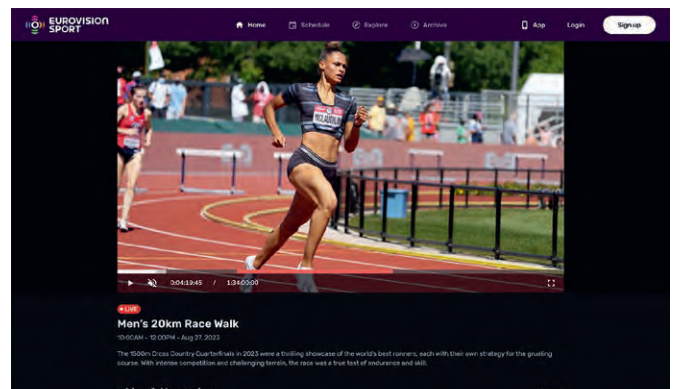 EUROVISION
SPORT
Home
Schedule
Explore
Archive
App
Login
Sign up
MCLAUGHLIN
0:04:19:45 / 1:34:00:00
LIVE
Men's 20km Race Walk
10:00AM - 12:00PM - Aug 27, 2023
The 1500m Cross Country Quarterfinals in 2023 were a thrilling showcase of the world's best runners, each with their own strategy for the grueling
course. With intense competition and challenging terrain, the race was a true test of endurance and skill.